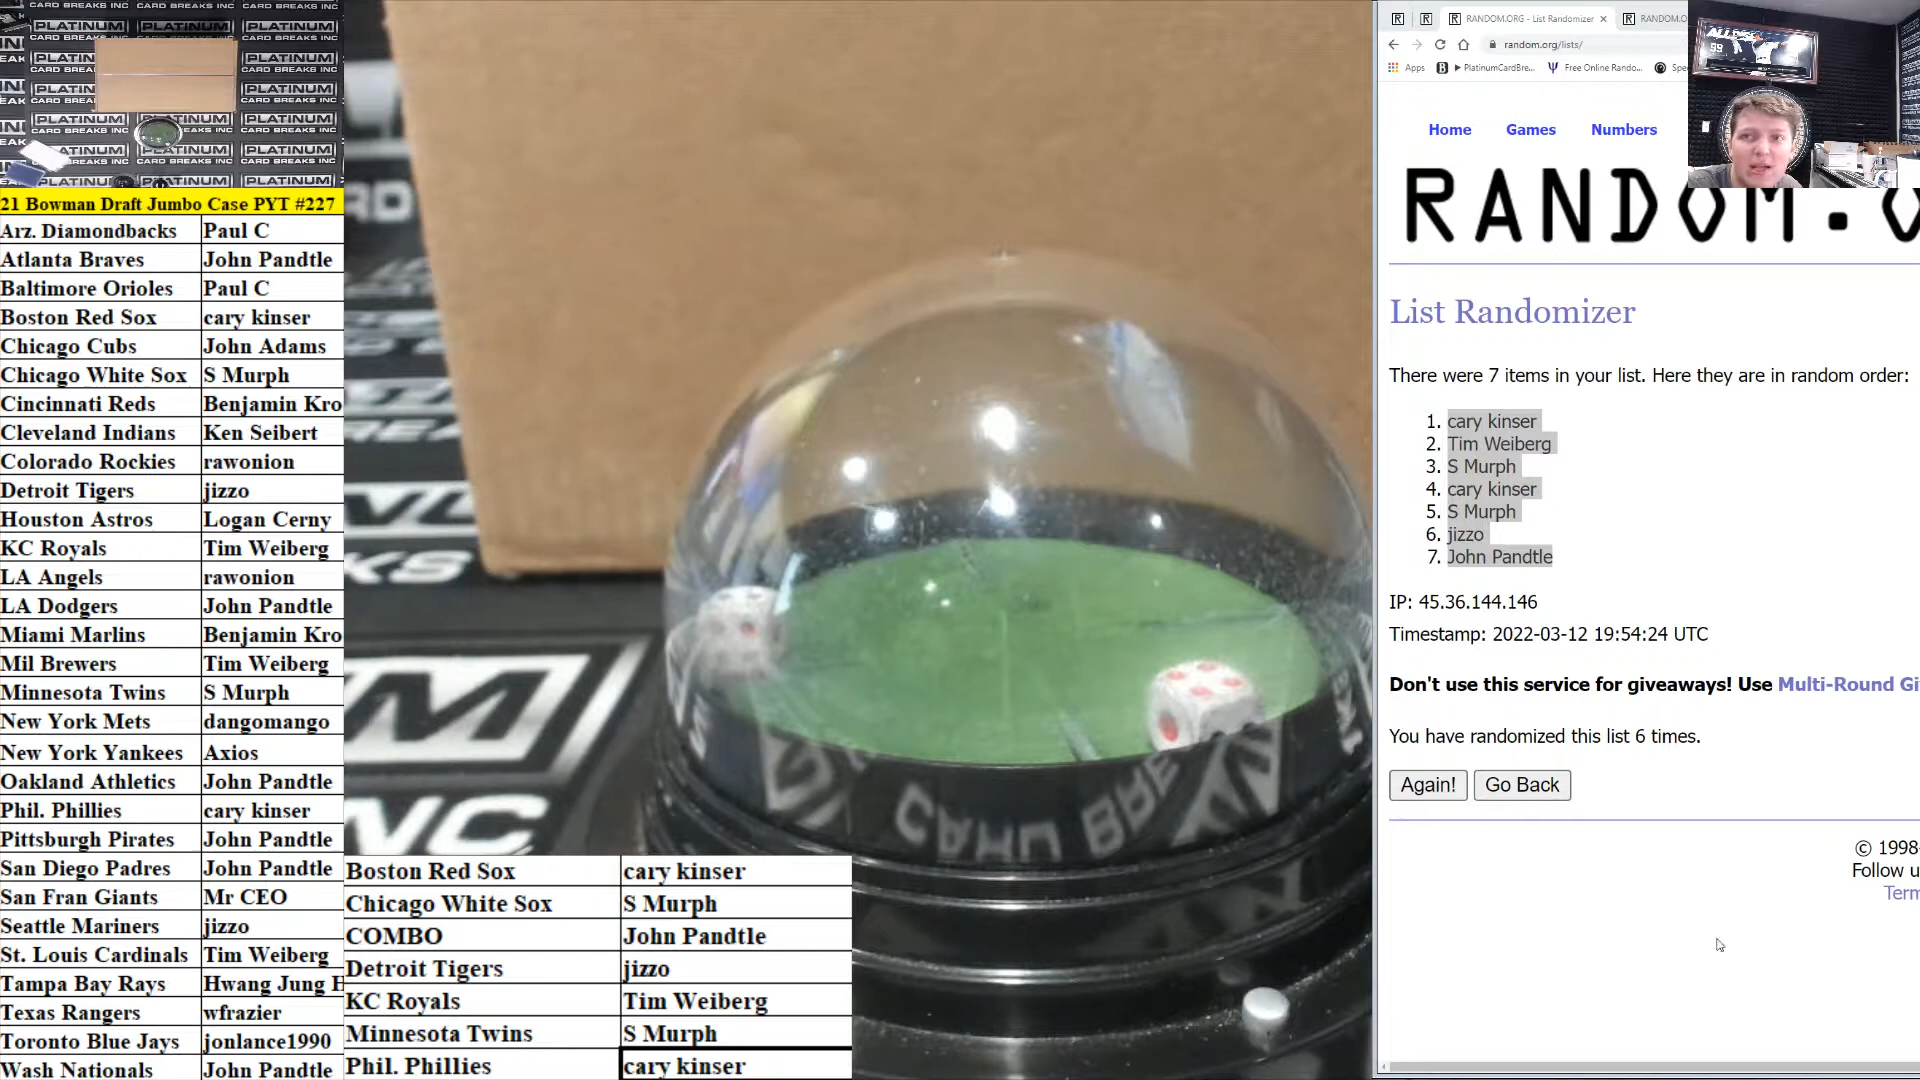 PLATINUM
CARD BREAKS INC
21 Bowman Draft Jumbo Case PYT #227
Arz. Diamondbacks Paul C
Atlanta Braves John Pandtle
Baltimore Orioles Paul C
Boston Red Sox cary kinser
Chicago Cubs John Adams
Chicago White Sox S Murph
Cincinnati Reds Benjamin Kro
Cleveland Indians Ken Seibert
Colorado Rockies rawonion
Detroit Tigers jizzo
Houston Astros Logan Cerny
KC Royals Tim Weiberg
LA Angels rawonion
LA Dodgers John Pandtle
Miami Marlins Benjamin Kro
Mil Brewers Tim Weiberg
Minnesota Twins S Murph
New York Mets dangomango
New York Yankees Axios
Oakland Athletics John Pandtle
Phil. Phillies cary kinser
Pittsburgh Pirates John Pandtle
San Diego Padres John Pandtle
San Fran Giants Mr CEO
Seattle Mariners jizzo
St. Louis Cardinals Tim Weiberg
Tampa Bay Rays Hwang Jung H
Texas Rangers wfrazier
Toronto Blue Jays jonlance1990
Wash Nationals John Pandtle
Boston Red Sox cary kinser
Chicago White Sox S Murph
COMBO John Pandtle
Detroit Tigers jizzo
KC Royals Tim Weiberg
Minnesota Twins S Murph
Phil. Phillies cary kinser
RANDOM.ORG - List Randomizer
RANDOM.O
random.org/lists/
Apps PlatinumCardBre... Free Online Rando... Spe
Home Games Numbers
RANDOM.O
List Randomizer
There were 7 items in your list. Here they are in random order:
1. cary kinser
2. Tim Weiberg
3. S Murph
4. cary kinser
5. S Murph
6. jizzo
7. John Pandtle
IP: 45.36.144.146
Timestamp: 2022-03-12 19:54:24 UTC
Don't use this service for giveaways! Use Multi-Round Gi
You have randomized this list 6 times.
Again! Go Back
© 1998-
Follow u
Term
99